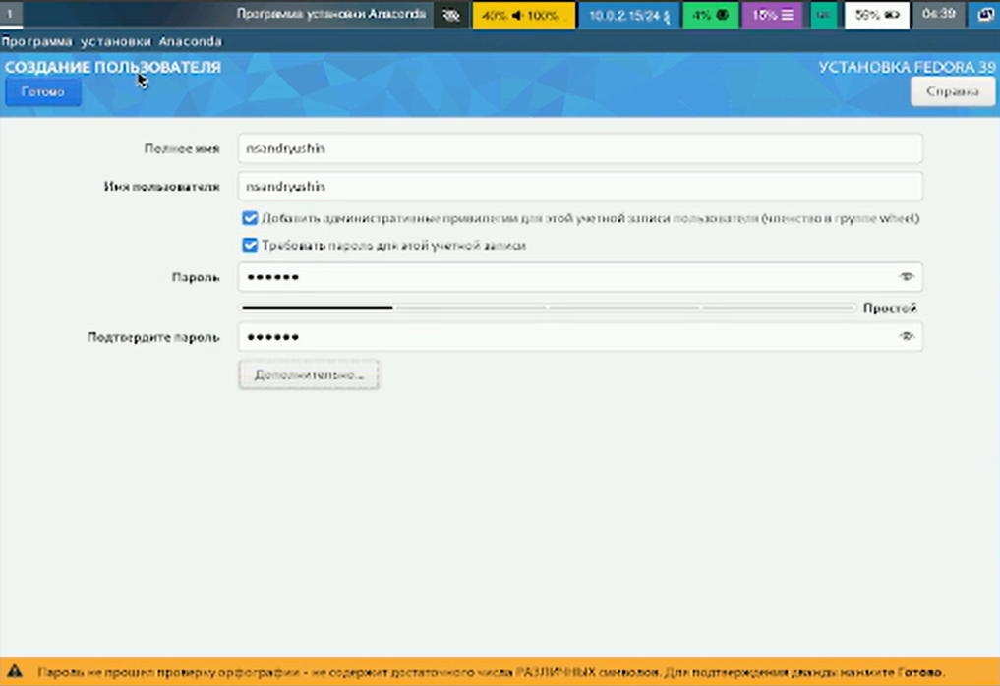 1 Программа установки Anaconda 40% 100% 10.0.2.15/24 4% 15% 56% 04:39
Программа установки Anaconda
СОЗДАНИЕ ПОЛЬЗОВАТЕЛЯ УСТАНОВКА FEDORA 39
Готово Справка
Полное имя nsandryushin
Имя пользователя nsandryushin
Добавить административные привилегии для этой учетной записи пользователя (членство в группе wheel)
Требовать пароль для этой учетной записи
Пароль ••••••
Простой
Подтвердите пароль ••••••
Дополнительно...
Пароль не прошел проверку орфографии - не содержит достаточного числа РАЗЛИЧНЫХ символов. Для подтверждения дважды нажмите Готово.